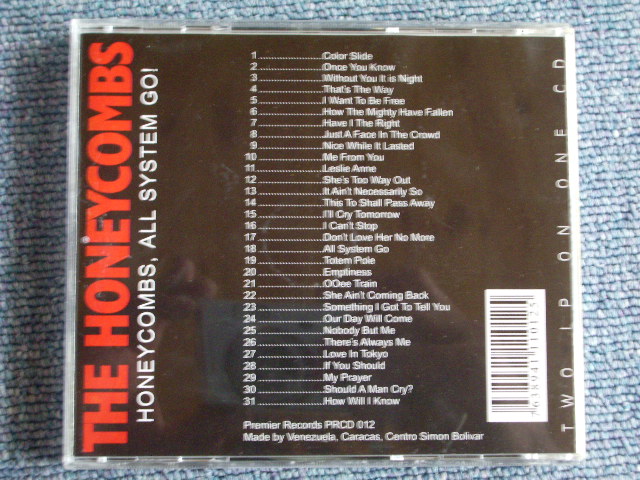 THE HONEYCOMBS
HONEYCOMBS, ALL SYSTEM GO!
1 Color Slide
2 Once You Know
3 Without You It is Night
4 That's The Way
5 I Want To Be Free
6 How The Mighty Have Fallen
7 Have I The Right
8 Just A Face In The Crowd
9 Nice While It Lasted
10 Me From You
11 Leslie Anne
12 She's Too Way Out
13 It Ain't Necessarily So
14 This To Shall Pass Away
15 I'll Cry Tomorrow
16 I Can't Stop
17 Don't Love Her No More
18 All System Go
19 Totem Pole
20 Emptiness
21 OOee Train
22 She Ain't Coming Back
23 Something I Got To Tell You
24 Our Day Will Come
25 Nobody But Me
26 There's Always Me
27 Love In Tokyo
28 If You Should
29 My Prayer
30 Should A Man Cry?
31 How Will I Know
Premier Records PRCD 012
Made by Venezuela, Caracas, Centro Simon Bolivar
TWO LP ON ONE CD